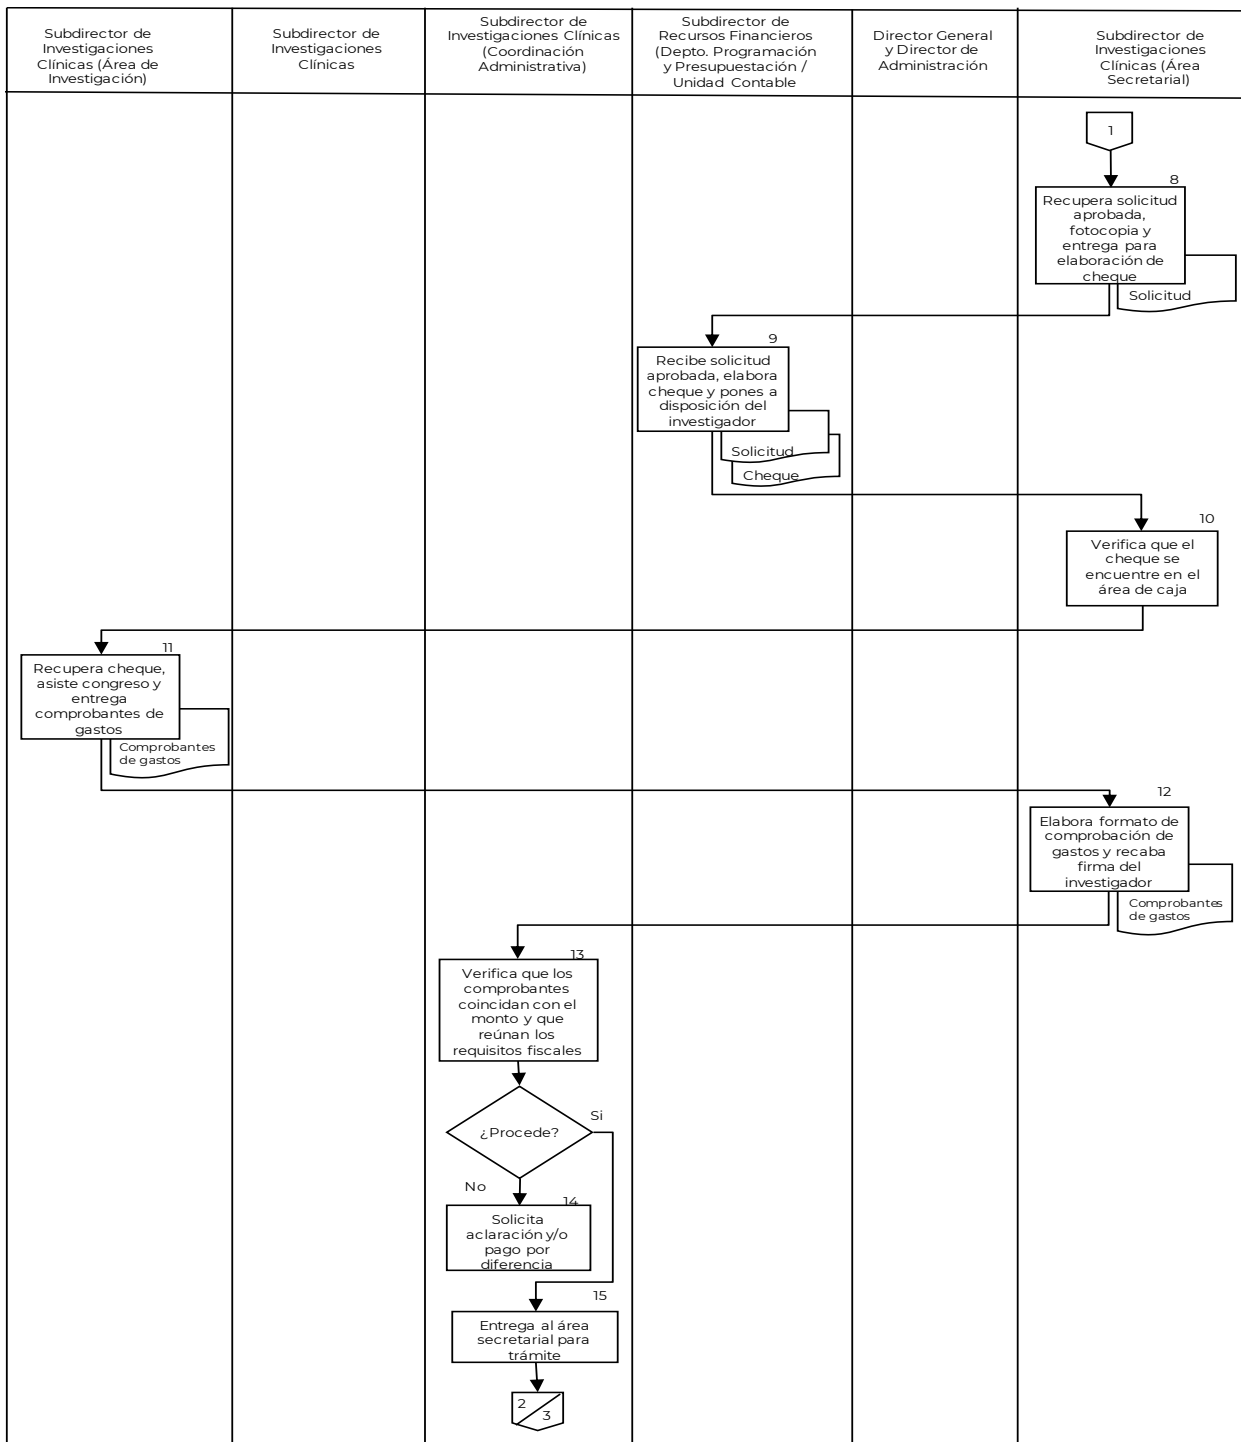 Subdirector de
Investigaciones
Clínicas (Área de
Investigación)
Subdirector de
Investigaciones
Clínicas
Subdirector de
Investigaciones Clínicas
(Coordinación
Administrativa)
Subdirector de
Recursos Financieros
(Depto. Programación
y Presupuestación /
Unidad Contable
Director General
y Director de
Administración
Subdirector de
Investigaciones
Clínicas (Área
Secretarial)
1
8
Recupera solicitud
aprobada,
fotocopia y
entrega para
elaboración de
cheque
Solicitud
9
Recibe solicitud
aprobada, elabora
cheque y pones a
disposición del
investigador
Solicitud
Cheque
10
Verifica que el
cheque se
encuentre en el
área de caja
11
Recupera cheque,
asiste congreso y
entrega
comprobantes de
gastos
Comprobantes
de gastos
12
Elabora formato de
comprobación de
gastos y recaba
firma del
investigador
Comprobantes
de gastos
13
Verifica que los
comprobantes
coincidan con el
monto y que
reúnan los
requisitos fiscales
¿Procede?
Si
No
14
Solicita
aclaración y/o
pago por
diferencia
15
Entrega al área
secretarial para
trámite
2
3